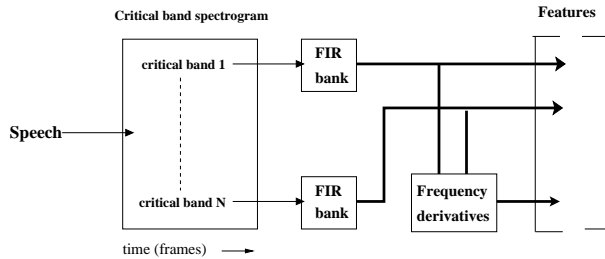 Critical band spectrogram
Features
critical band 1
FIR
bank
Speech
critical band N
FIR
bank
Frequency
derivatives
time (frames)